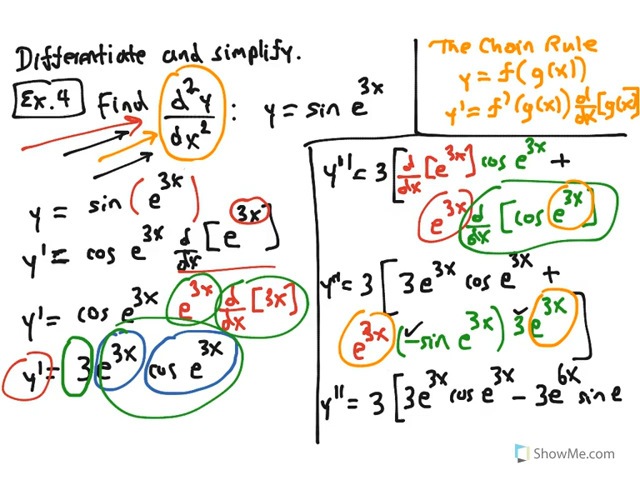 Differentiate and simplify.
Ex. 4 Find d²y/dx² : y = sin e^3x
The Chain Rule
y = f(g(x))
y' = f'(g(x)) d/dx [g(x)]
y = sin (e^3x)
y' = cos e^3x d/dx [e^3x]
y' = cos e^3x e^3x d/dx [3x]
y' = 3 e^3x cos e^3x
y'' = 3 [d/dx [e^3x] cos e^3x +
e^3x d/dx [cos e^3x]
y'' = 3 [3e^3x cos e^3x +
e^3x (-sin e^3x) 3 e^3x]
y'' = 3 [3e^3x cos e^3x - 3e^6x sin e
ShowMe.com